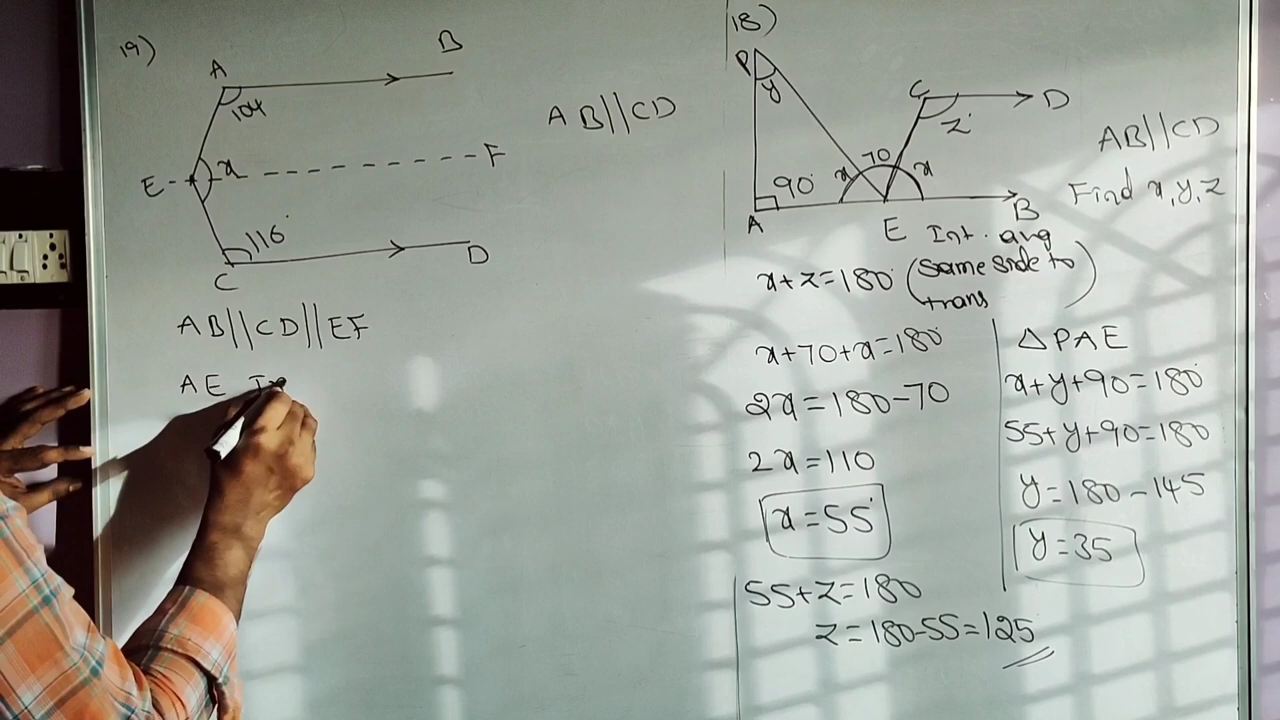 19)
A
B
104
E
x
F
116°
C
D
AB//CD
AB//CD//EF
AE
18)
P
y
C
D
z°
70
x
x
90°
A
E
B
AB//CD
Find x,y,z
Int. ang
x+z=180° (same side to
trans)
x+70+x=180°
2x=180-70
2x=110
x=55°
55+z=180
z=180-55=125
△PAE
x+y+90=180°
55+y+90=180
y=180-145
y=35